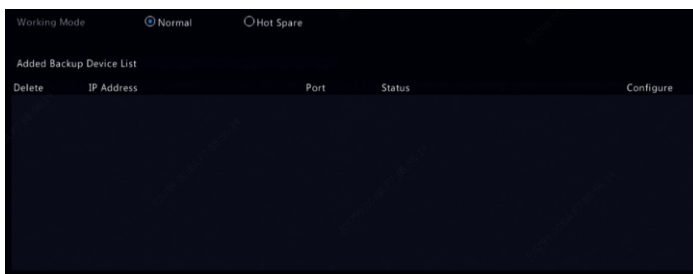 Working Mode Normal Hot Spare
Added Backup Device List
Delete IP Address Port Status Configure